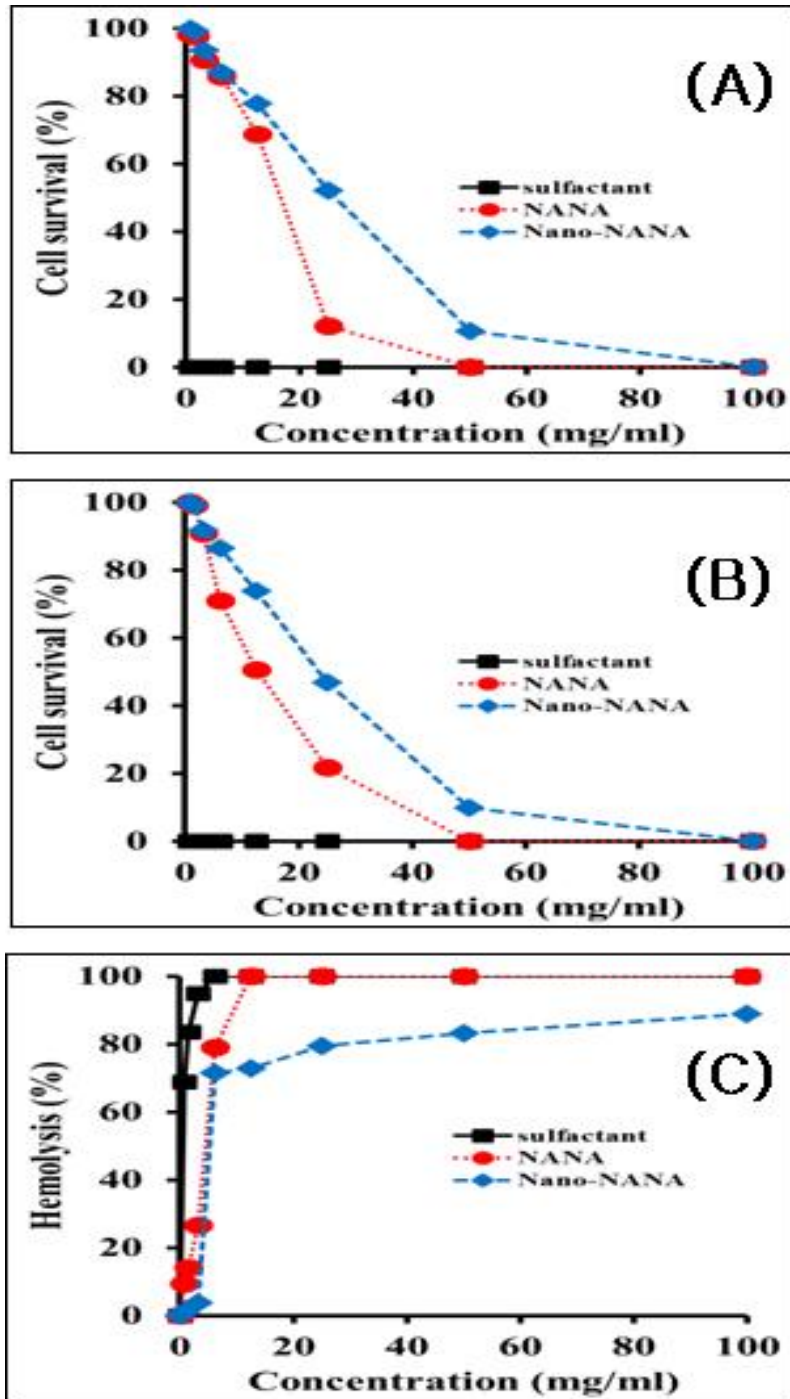 100
80
60
40
20
0
Cell survival (%)
(A)
sulfactant
NANA
Nano-NANA
0 20 40 60 80 100
Concentration (mg/ml)
100
80
60
40
20
0
Cell survival (%)
(B)
sulfactant
NANA
Nano-NANA
0 20 40 60 80 100
Concentration (mg/ml)
100
80
60
40
20
0
Hemolysis (%)
(C)
sulfactant
NANA
Nano-NANA
0 20 40 60 80 100
Concentration (mg/ml)